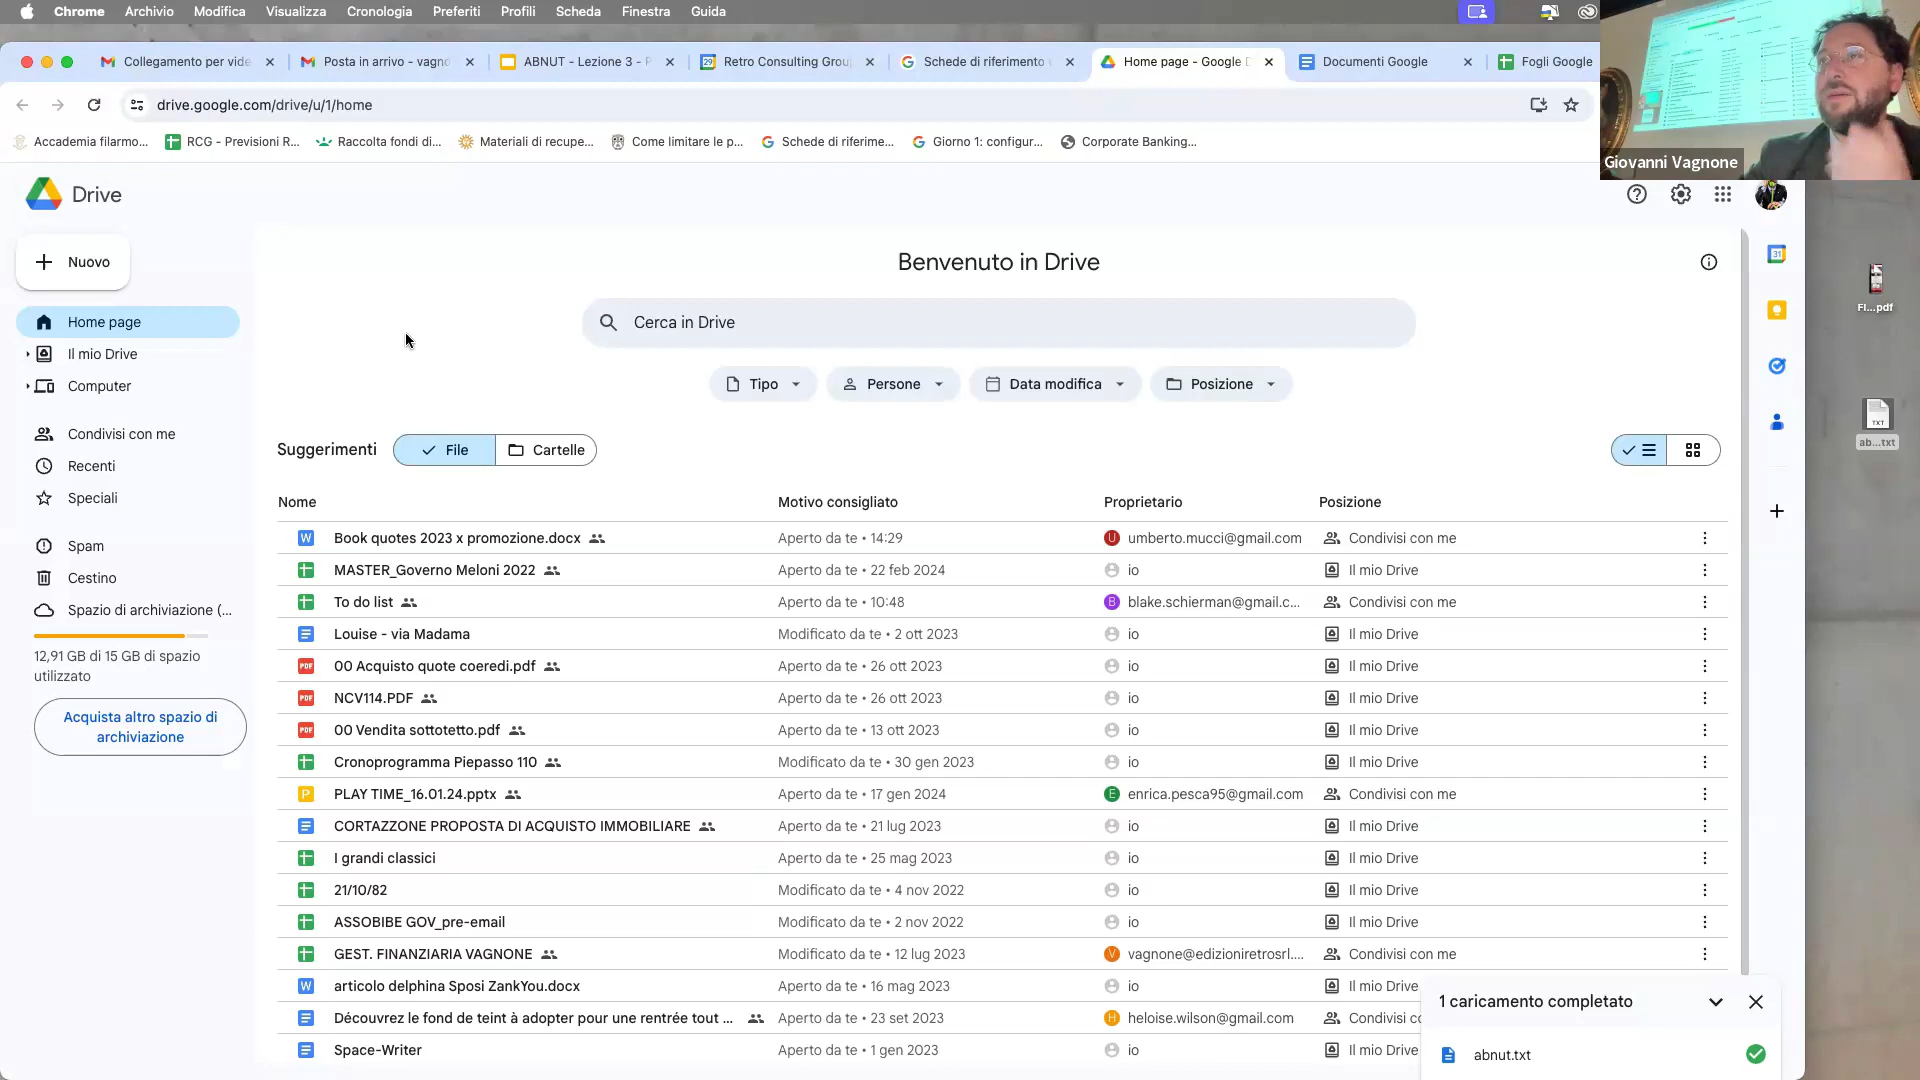 Chrome Archivio Modifica Visualizza Cronologia Preferiti Profili Scheda Finestra Guida
Collegamento per vide
Posta in arrivo - vagno
ABNUT - Lezione 3 - P
Retro Consulting Group
Schede di riferimento
Home page - Google D
Documenti Google
Fogli Google
drive.google.com/drive/u/1/home
Accademia filarmo...
RCG - Previsioni R...
Raccolta fondi di...
Materiali di recupe...
Come limitare le p...
Schede di riferime...
Giorno 1: configur...
Corporate Banking...
Giovanni Vagnone
Drive
Nuovo
Home page
Il mio Drive
Computer
Condivisi con me
Recenti
Speciali
Spam
Cestino
Spazio di archiviazione (...
12,91 GB di 15 GB di spazio
utilizzato
Acquista altro spazio di
archiviazione
Benvenuto in Drive
Cerca in Drive
Tipo Persone Data modifica Posizione
Suggerimenti File Cartelle
Nome Motivo consigliato Proprietario Posizione
Book quotes 2023 x promozione.docx Aperto da te • 14:29 umberto.mucci@gmail.com Condivisi con me
MASTER_Governo Meloni 2022 Aperto da te • 22 feb 2024 io Il mio Drive
To do list Aperto da te • 10:48 blake.schierman@gmail.c... Condivisi con me
Louise - via Madama Modificato da te • 2 ott 2023 io Il mio Drive
00 Acquisto quote coeredi.pdf Aperto da te • 26 ott 2023 io Il mio Drive
NCV114.PDF Aperto da te • 26 ott 2023 io Il mio Drive
00 Vendita sottotetto.pdf Aperto da te • 13 ott 2023 io Il mio Drive
Cronoprogramma Piepasso 110 Modificato da te • 30 gen 2023 io Il mio Drive
PLAY TIME_16.01.24.pptx Aperto da te • 17 gen 2024 enrica.pesca95@gmail.com Condivisi con me
CORTAZZONE PROPOSTA DI ACQUISTO IMMOBILIARE Aperto da te • 21 lug 2023 io Il mio Drive
I grandi classici Aperto da te • 25 mag 2023 io Il mio Drive
21/10/82 Modificato da te • 4 nov 2022 io Il mio Drive
ASSOBIBE GOV_pre-email Modificato da te • 2 nov 2022 io Il mio Drive
GEST. FINANZIARIA VAGNONE Modificato da te • 12 lug 2023 vagnone@edizioniretrosrl.... Condivisi con me
articolo delphina Sposi ZankYou.docx Aperto da te • 16 mag 2023 io Il mio Drive
Découvrez le fond de teint à adopter pour une rentrée tout ... Aperto da te • 23 set 2023 heloise.wilson@gmail.com Condivisi co
Space-Writer Aperto da te • 1 gen 2023 io Il mio Drive
1 caricamento completato
abnut.txt
Fl...pdf
TXT
ab...txt